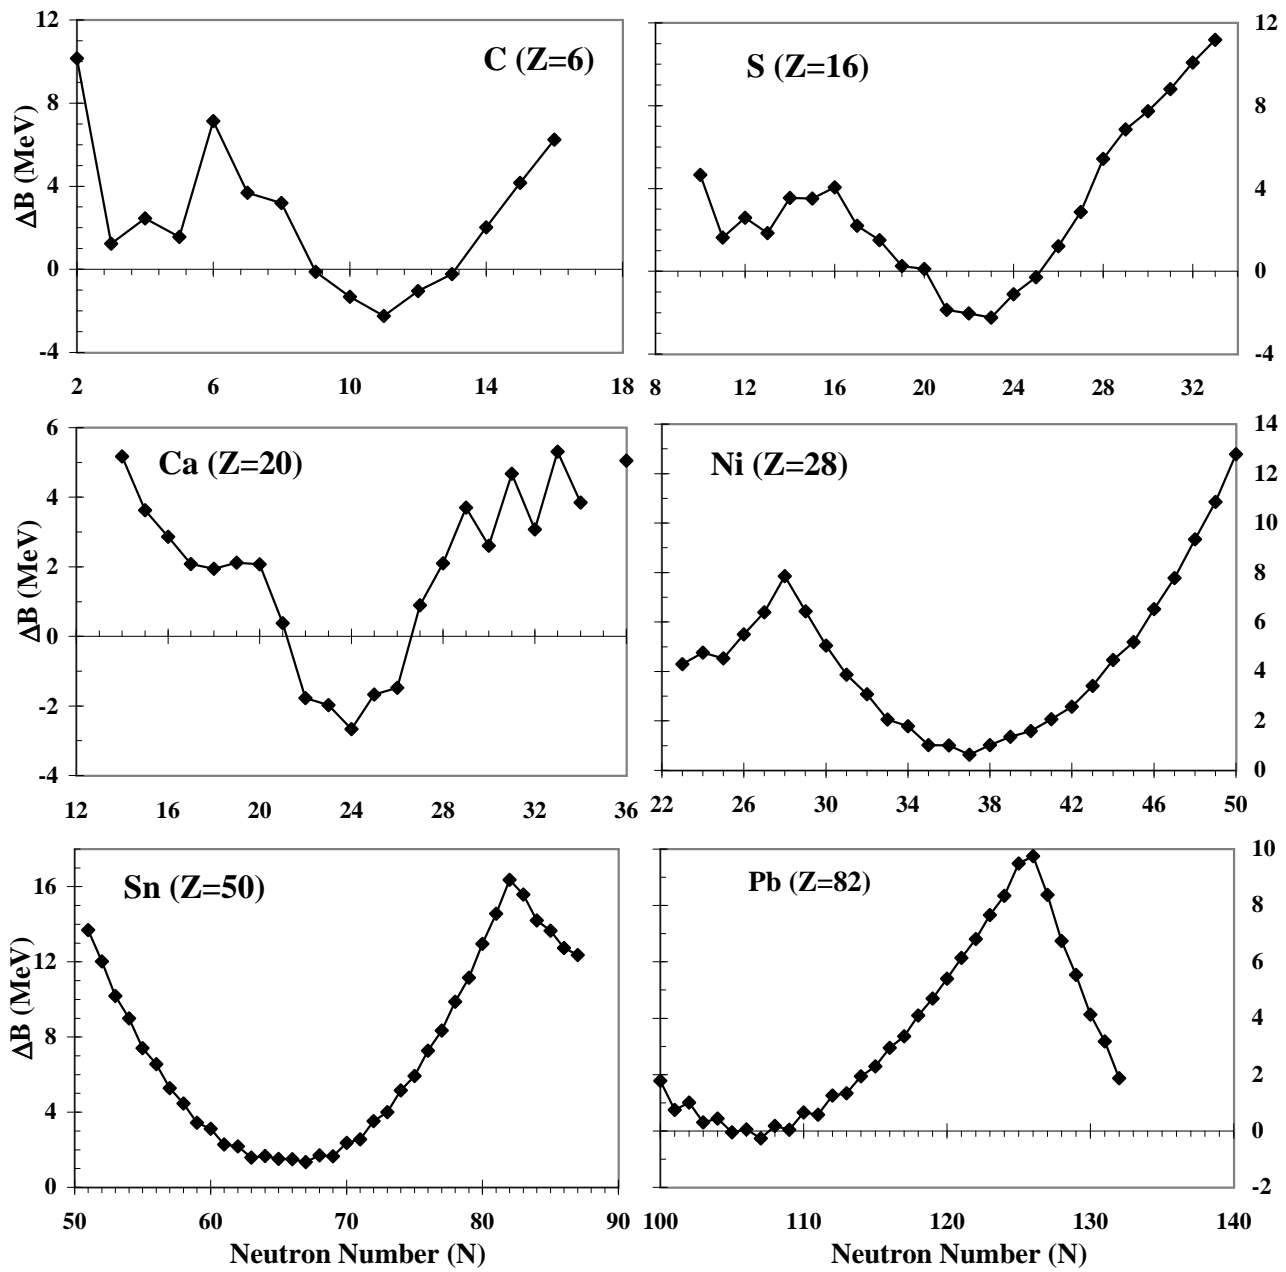 C (Z=6)
ΔB (MeV)
12
8
4
0
-4
2 6 10 14 18
S (Z=16)
12
8
4
0
-4
8 12 16 20 24 28 32
Ca (Z=20)
ΔB (MeV)
6
4
2
0
-2
-4
12 16 20 24 28 32 36
Ni (Z=28)
14
12
10
8
6
4
2
0
22 26 30 34 38 42 46 50
Sn (Z=50)
ΔB (MeV)
16
12
8
4
0
50 60 70 80 90
Neutron Number (N)
Pb (Z=82)
10
8
6
4
2
0
-2
100 110 120 130 140
Neutron Number (N)